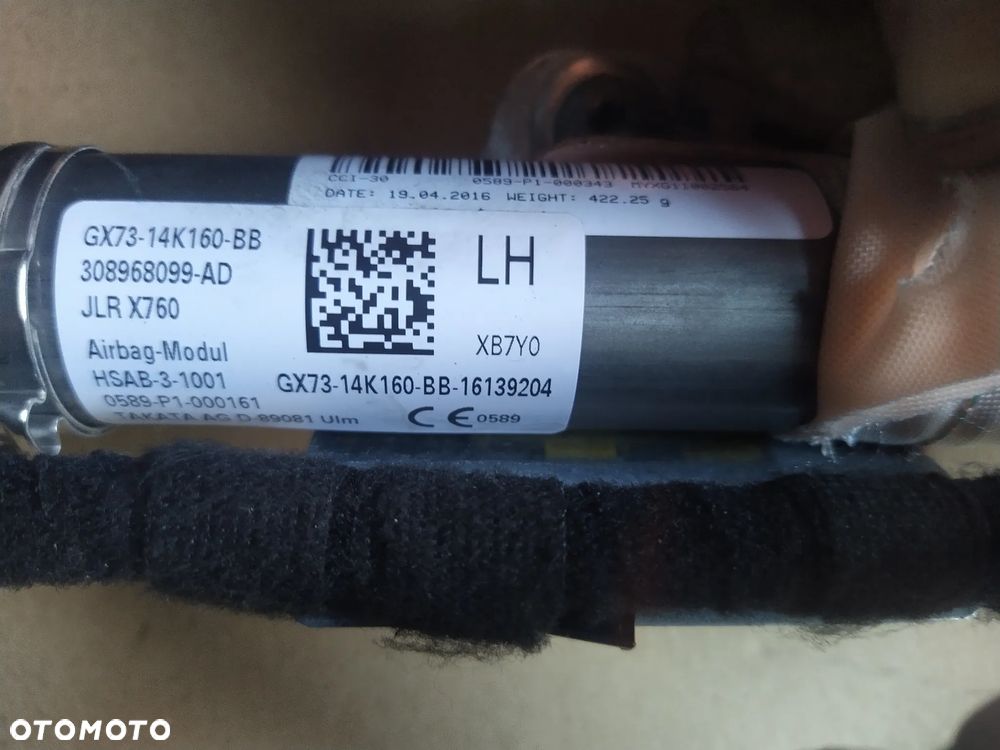 CCI-30 0589-P1-000343 MYXG11002564
DATE: 19.04.2016 WEIGHT: 422.25 g
GX73-14K160-BB
308968099-AD
JLR X760
LH
Airbag-Modul
XB7Y0
HSAB-3-1001
GX73-14K160-BB-16139204
0589-P1-000161
TAKATA AG D-89081 Ulm
CE 0589
OTOMOTO